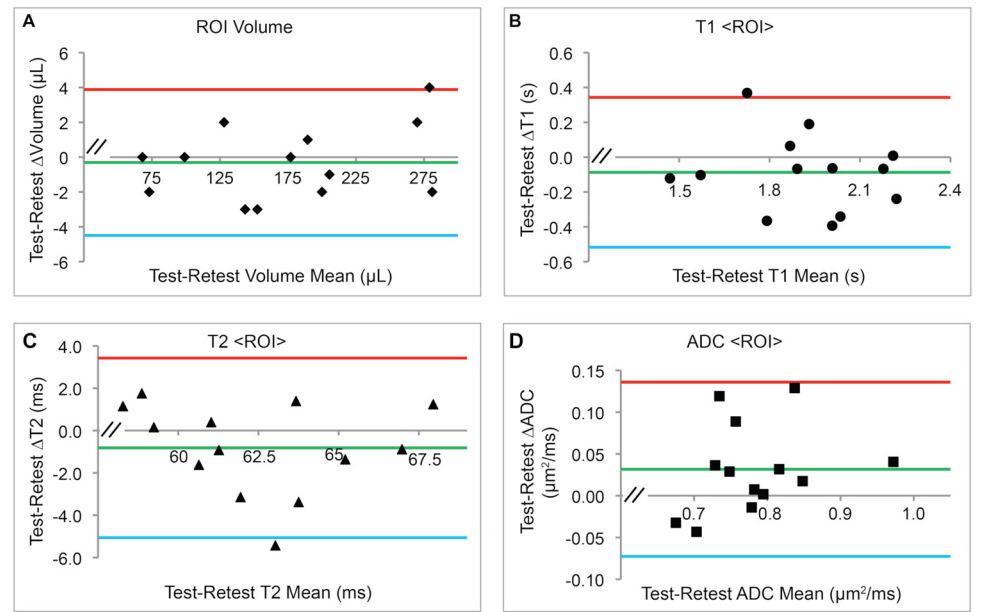 A
ROI Volume
Test-Retest ΔVolume (µL)
6
4
2
0
-2
-4
-6
75 125 175 225 275
Test-Retest Volume Mean (µL)
B
T1 <ROI>
Test-Retest ΔT1 (s)
0.6
0.4
0.2
0.0
-0.2
-0.4
-0.6
1.5 1.8 2.1 2.4
Test-Retest T1 Mean (s)
C
T2 <ROI>
Test-Retest ΔT2 (ms)
4.0
2.0
0.0
-2.0
-4.0
-6.0
60 62.5 65 67.5
Test-Retest T2 Mean (ms)
D
ADC <ROI>
Test-Retest ΔADC
(µm²/ms)
0.15
0.10
0.05
0.00
-0.05
-0.10
0.7 0.8 0.9 1.0
Test-Retest ADC Mean (µm²/ms)